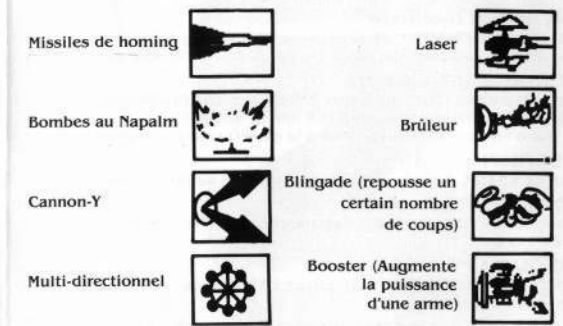 Missiles de homing
Laser
Bombes au Napalm
Brûleur
Cannon-Y
Blingade (repousse un
certain nombre
de coups)
Multi-directionnel
Booster (Augmente
la puissance
d'une arme)